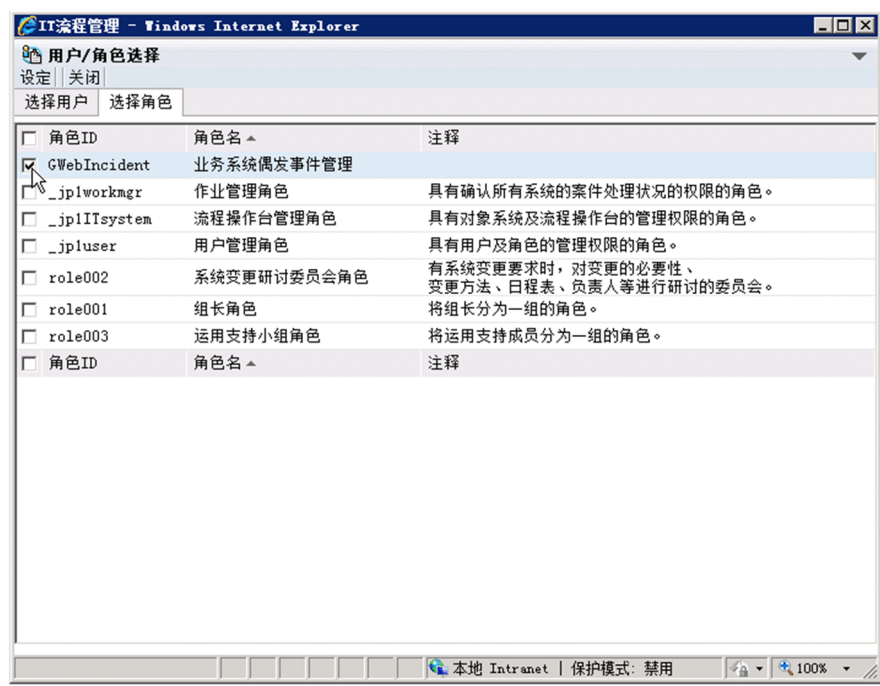 IT流程管理 - Windows Internet Explorer
用户/角色选择
设定 关闭
选择用户 选择角色
角色ID 角色名 注释
GWebIncident 业务系统偶发事件管理
_jp1workmgr 作业管理角色 具有确认所有系统的案件处理状况的权限的角色。
_jp1ITsystem 流程操作台管理角色 具有对象系统及流程操作台的管理权限的角色。
_jp1user 用户管理角色 具有用户及角色的管理权限的角色。
role002 系统变更研讨委员会角色 有系统变更要求时，对变更的必要性、
变更方法、日程表、负责人等进行研讨的委员会。
role001 组长角色 将组长分为一组的角色。
role003 运用支持小组角色 将运用支持成员分为一组的角色。
角色ID 角色名 注释
本地 Intranet | 保护模式: 禁用 100%